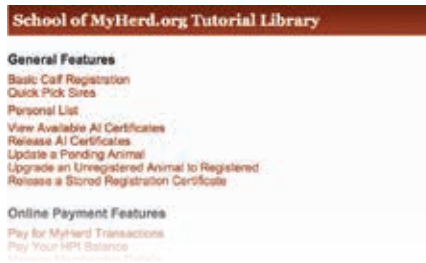 School of MyHerd.org Tutorial Library
General Features
Basic Calf Registration
Quick Pick Sires
Personal List
View Available AI Certificates
Release AI Certificates
Update a Pending Animal
Upgrade an Unregistered Animal to Registered
Release a Stored Registration Certificate
Online Payment Features
Pay for MyHerd Transactions
Pay Your HPI Balance